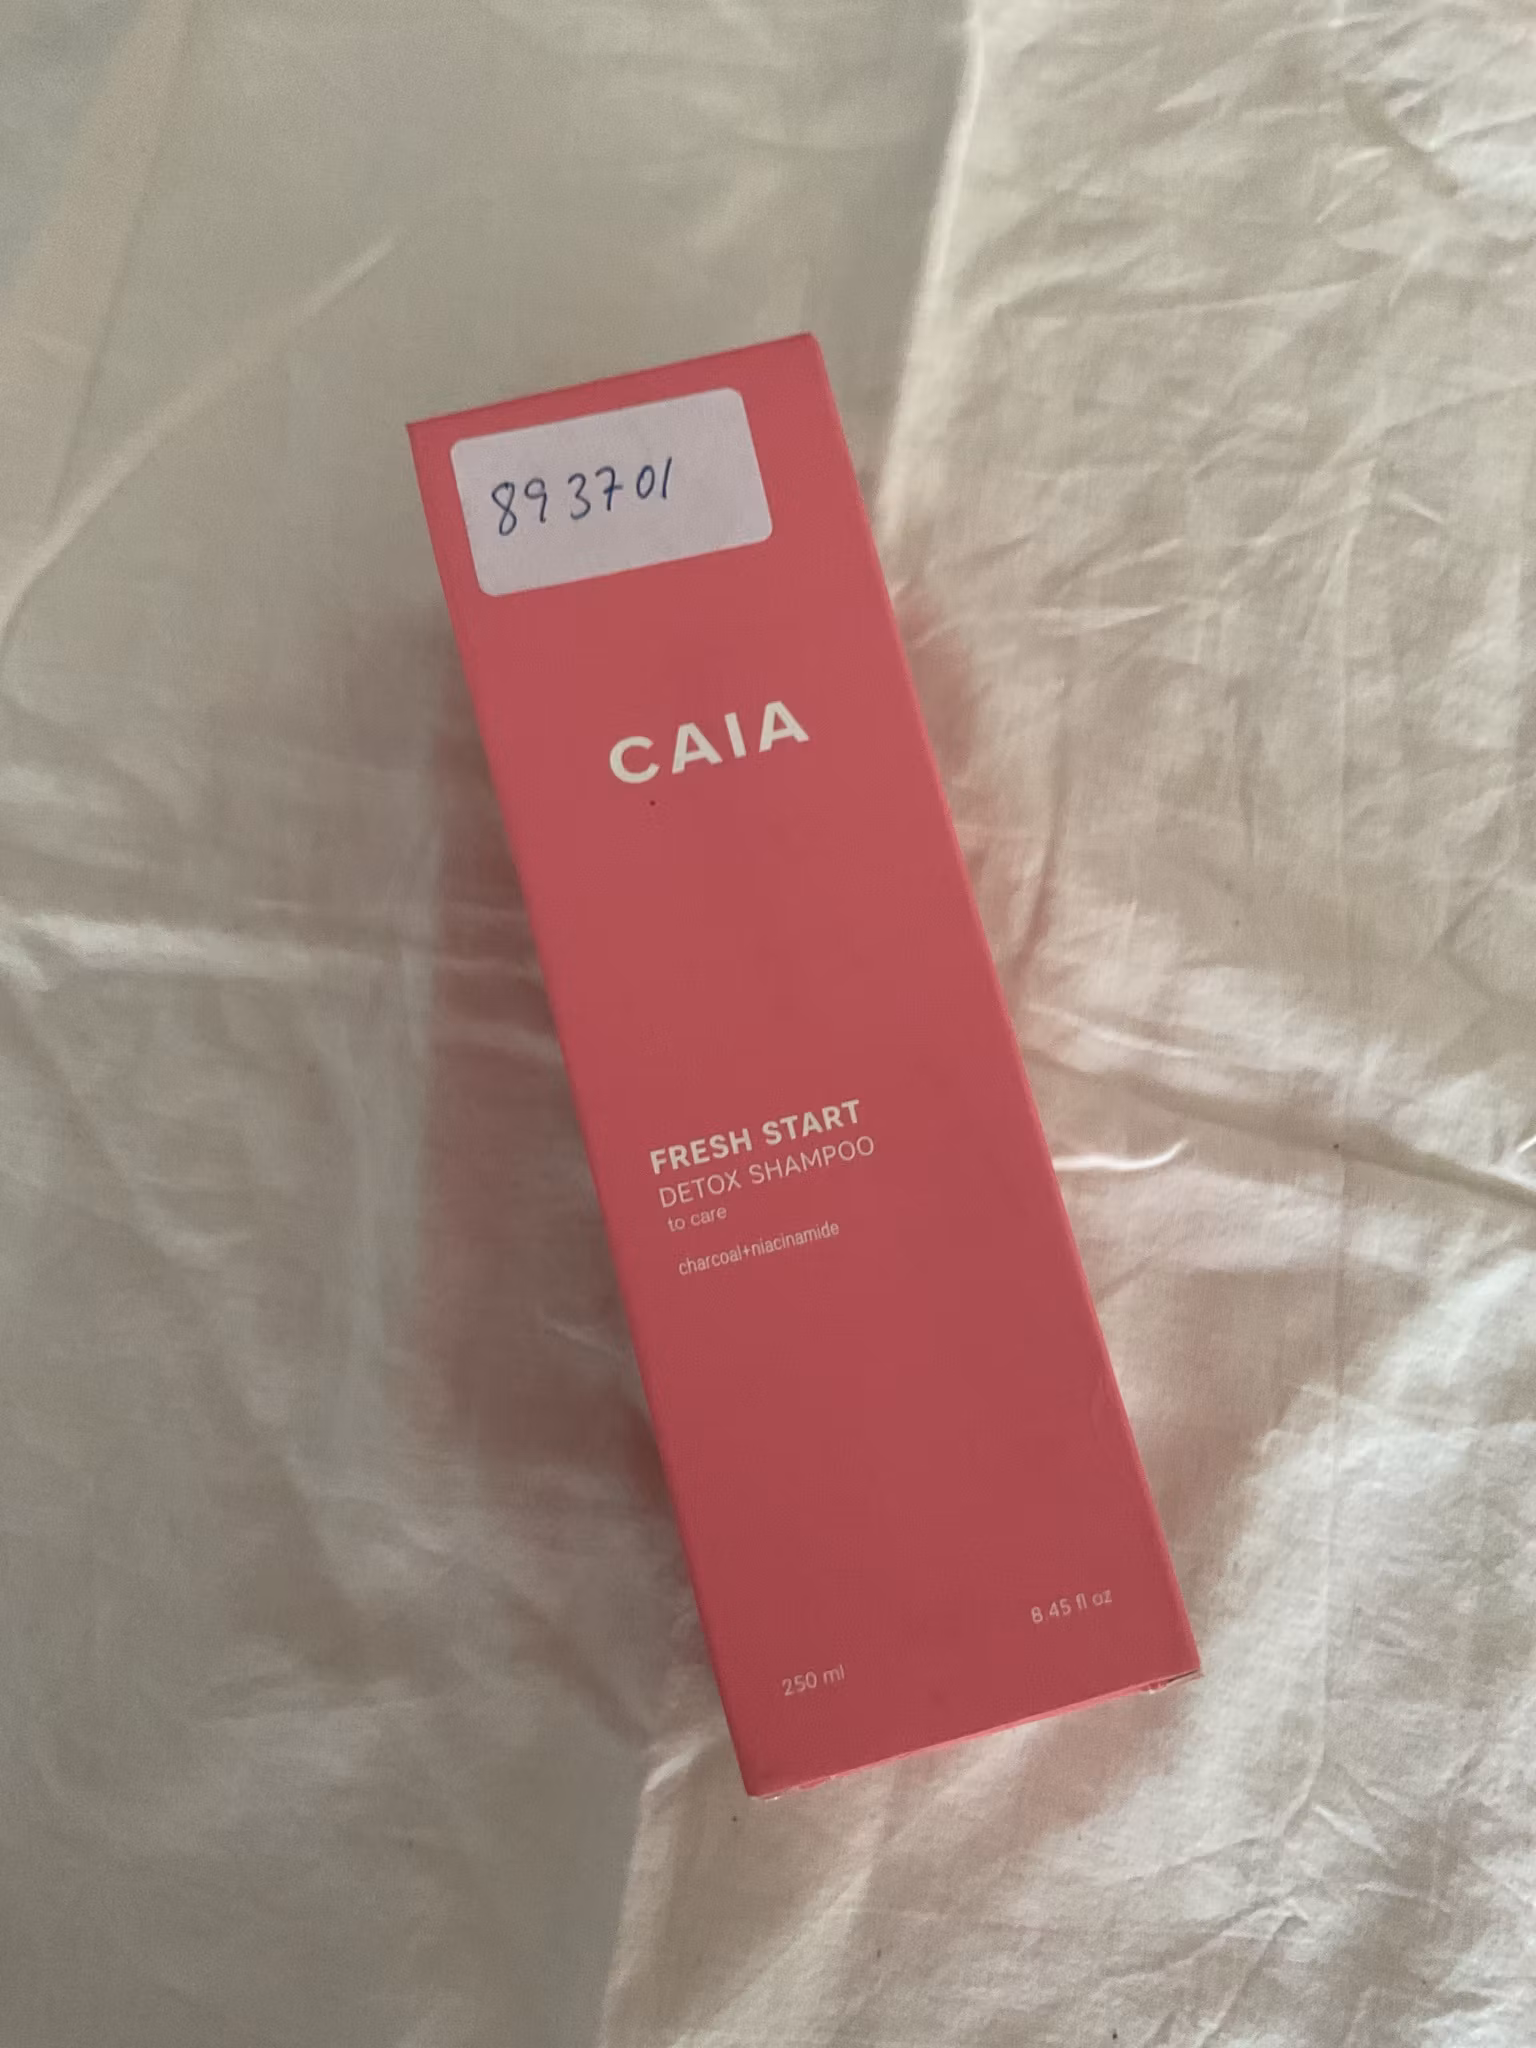 893701
CAIA
FRESH START
DETOX SHAMPOO
to care
charcoal+niacinamide
250 ml
8.45 fl oz